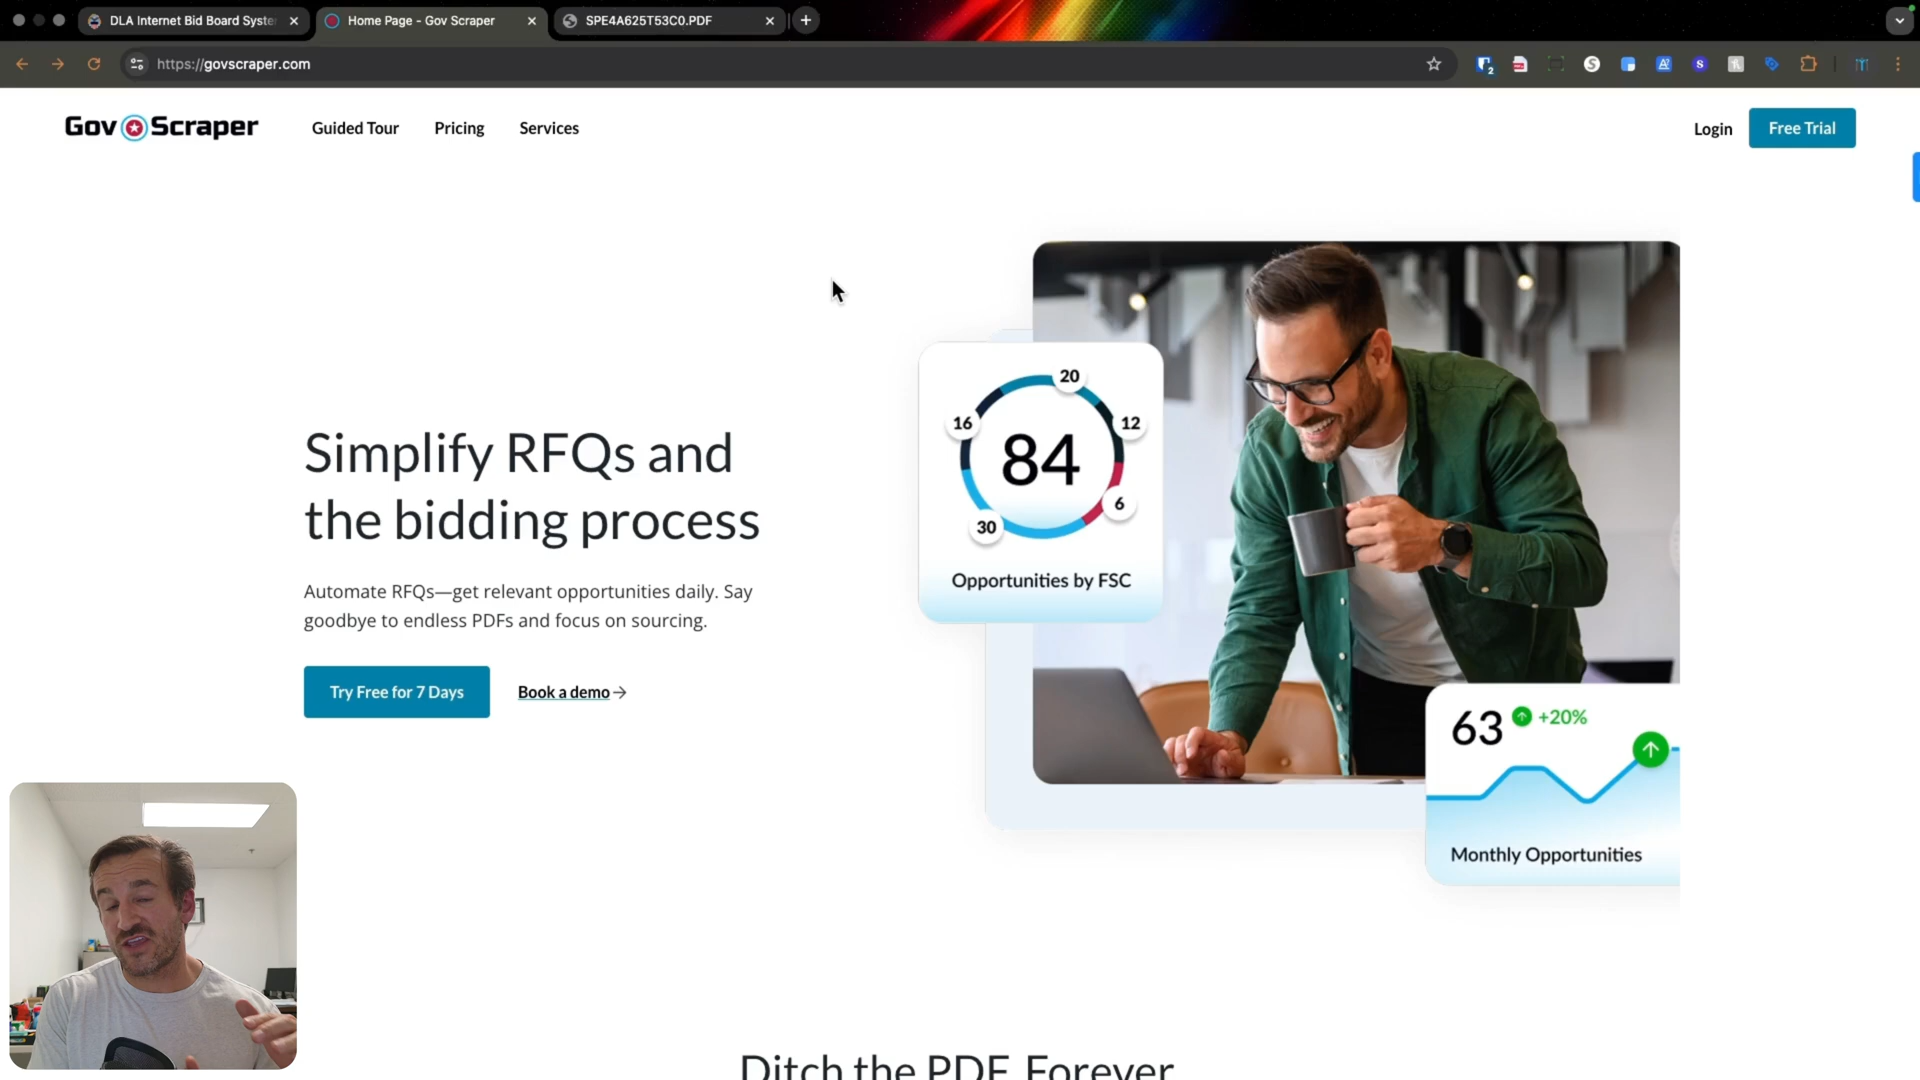 DLA Internet Bid Board Syste
Home Page - Gov Scraper
SPE4A625T53C0.PDF
https://govscraper.com
2
Gov Scraper
Guided Tour
Pricing
Services
Login
Free Trial
Simplify RFQs and
the bidding process
Automate RFQs—get relevant opportunities daily. Say
goodbye to endless PDFs and focus on sourcing.
Try Free for 7 Days
Book a demo
20
16
12
84
6
30
Opportunities by FSC
63
+20%
Monthly Opportunities
Ditch the PDF. Forever